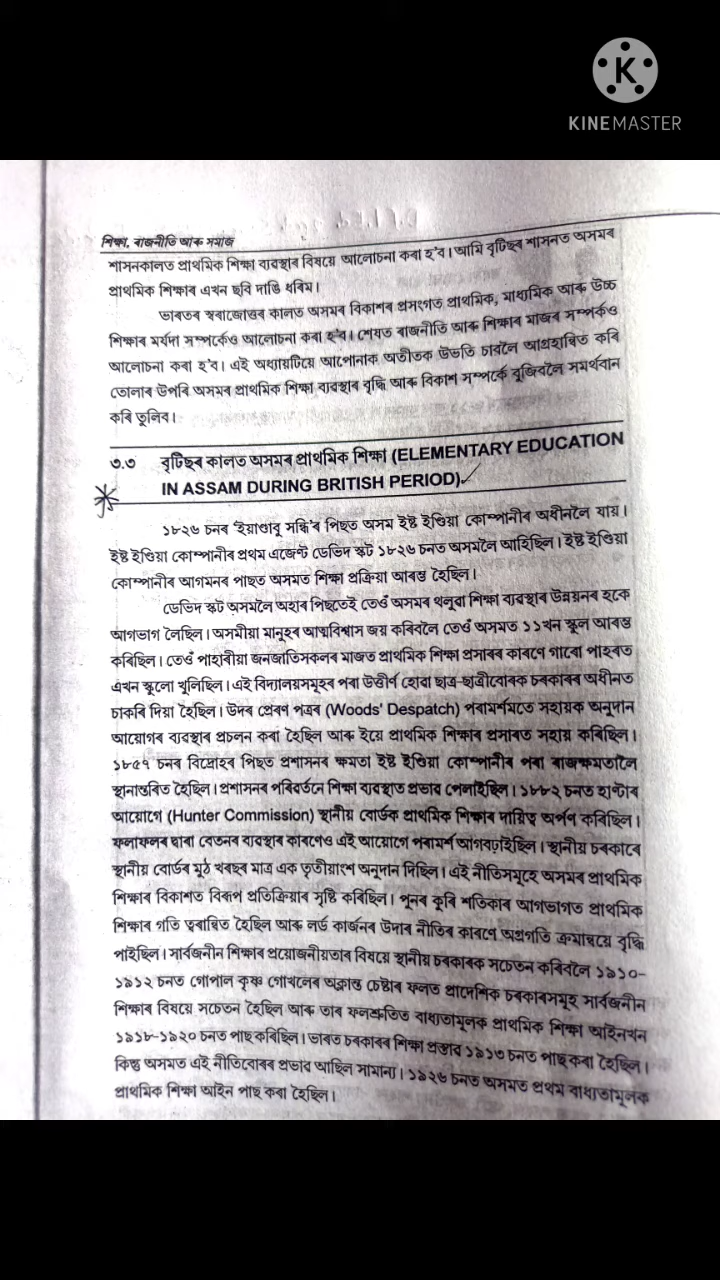 K
KINEMASTER
শিক্ষা, ৰাজনীতি আৰু সমাজ
শাসনকালত প্ৰাথমিক শিক্ষা ব্যৱস্থাৰ বিষয়ে আলোচনা কৰা হ'ব। আমি বৃটিছৰ শাসনত অসমৰ
প্ৰাথমিক শিক্ষাৰ এখন ছবি দাঙি ধৰিম।
ভাৰতৰ স্বৰাজোত্তৰ কালত অসমৰ বিকাশৰ প্ৰসংগত প্ৰাথমিক, মাধ্যমিক আৰু উচ্চ
শিক্ষাৰ মৰ্যদা সম্পৰ্কেও আলোচনা কৰা হ'ব। শেষত ৰাজনীতি আৰু শিক্ষাৰ মাজৰ সম্পৰ্কও
আলোচনা কৰা হ'ব। এই অধ্যায়টিয়ে আপোনাক অতীতক উভতি চাবলৈ আগ্ৰহান্বিত কৰি
তোলাৰ উপৰি অসমৰ প্ৰাথমিক শিক্ষা ব্যৱস্থাৰ বৃদ্ধি আৰু বিকাশ সম্পৰ্কে বুজিবলৈ সমৰ্থবান
কৰি তুলিব।
৩.৩ বৃটিছৰ কালত অসমৰ প্ৰাথমিক শিক্ষা (ELEMENTARY EDUCATION
IN ASSAM DURING BRITISH PERIOD)
১৮২৬ চনৰ 'ইয়াণ্ডাবু সন্ধি'ৰ পিছত অসম ইষ্ট ইণ্ডিয়া কোম্পানীৰ অধীনলৈ যায়।
ইষ্ট ইণ্ডিয়া কোম্পানীৰ প্ৰথম এজেন্ট ডেভিদ স্কট ১৮২৬ চনত অসমলৈ আহিছিল। ইষ্ট ইণ্ডিয়া
কোম্পানীৰ আগমনৰ পাছত অসমত শিক্ষা প্ৰক্ৰিয়া আৰম্ভ হৈছিল।
ডেভিদ স্কট অসমলৈ অহাৰ পিছতেই তেওঁ অসমৰ থলুৱা শিক্ষা ব্যৱস্থাৰ উন্নয়নৰ হকে
আগভাগ লৈছিল। অসমীয়া মানুহৰ আত্মবিশ্বাস জয় কৰিবলৈ তেওঁ অসমত ১১খন স্কুল আৰম্ভ
কৰিছিল। তেওঁ পাহাৰীয়া জনজাতিসকলৰ মাজত প্ৰাথমিক শিক্ষা প্ৰসাৰৰ কাৰণে গাৰো পাহৰত
এখন স্কুলো খুলিছিল। এই বিদ্যালয়সমূহৰ পৰা উত্তীৰ্ণ হোৱা ছাত্ৰ-ছাত্ৰীবোৰক চৰকাৰৰ অধীনত
চাকৰি দিয়া হৈছিল। উদৰ প্ৰেৰণ পত্ৰৰ (Woods' Despatch) পৰামৰ্শমতে সহায়ক অনুদান
আয়োগৰ ব্যৱস্থাৰ প্ৰচলন কৰা হৈছিল আৰু ইয়ে প্ৰাথমিক শিক্ষাৰ প্ৰসাৰত সহায় কৰিছিল।
১৮৫৭ চনৰ বিদ্ৰোহৰ পিছত প্ৰশাসনৰ ক্ষমতা ইষ্ট ইণ্ডিয়া কোম্পানীৰ পৰা ৰাজক্ষমতালৈ
স্থানান্তৰিত হৈছিল। প্ৰশাসনৰ পৰিৱৰ্তনে শিক্ষা ব্যৱস্থাত প্ৰভাৱ পেলাইছিল। ১৮৮২ চনত হাণ্টাৰ
আয়োগে (Hunter Commission) স্থানীয় বোৰ্ডক প্ৰাথমিক শিক্ষাৰ দায়িত্ব অৰ্পণ কৰিছিল।
ফলাফলৰ দ্বাৰা বেতনৰ ব্যৱস্থাৰ কাৰণেও এই আয়োগে পৰামৰ্শ আগবঢ়াইছিল। স্থানীয় চৰকাৰে
স্থানীয় বোৰ্ডৰ মুঠ খৰছৰ মাত্ৰ এক তৃতীয়াংশ অনুদান দিছিল। এই নীতিসমূহে অসমৰ প্ৰাথমিক
শিক্ষাৰ বিকাশত বিৰূপ প্ৰতিক্ৰিয়াৰ সৃষ্টি কৰিছিল। পুনৰ কুৰি শতিকাৰ আগভাগত প্ৰাথমিক
শিক্ষাৰ গতি ত্বৰান্বিত হৈছিল আৰু লৰ্ড কাৰ্জনৰ উদাৰ নীতিৰ কাৰণে অগ্ৰগতি ক্ৰমান্বয়ে বৃদ্ধি
পাইছিল। সাৰ্বজনীন শিক্ষাৰ প্ৰয়োজনীয়তাৰ বিষয়ে স্থানীয় চৰকাৰক সচেতন কৰিবলৈ ১৯১০-
১৯১২ চনত গোপাল কৃষ্ণ গোখলেৰ অক্লান্ত চেষ্টাৰ ফলত প্ৰাদেশিক চৰকাৰসমূহ সাৰ্বজনীন
শিক্ষাৰ বিষয়ে সচেতন হৈছিল আৰু তাৰ ফলশ্ৰুতিত বাধ্যতামূলক প্ৰাথমিক শিক্ষা আইনখন
১৯১৮-১৯২০ চনত পাছ কৰিছিল। ভাৰত চৰকাৰৰ শিক্ষা প্ৰস্তাৱ ১৯১৩ চনত পাছ কৰা হৈছিল।
কিন্তু অসমত এই নীতিবোৰৰ প্ৰভাৱ আছিল সামান্য। ১৯২৬ চনত অসমত প্ৰথম বাধ্যতামূলক
প্ৰাথমিক শিক্ষা আইন পাছ কৰা হৈছিল।